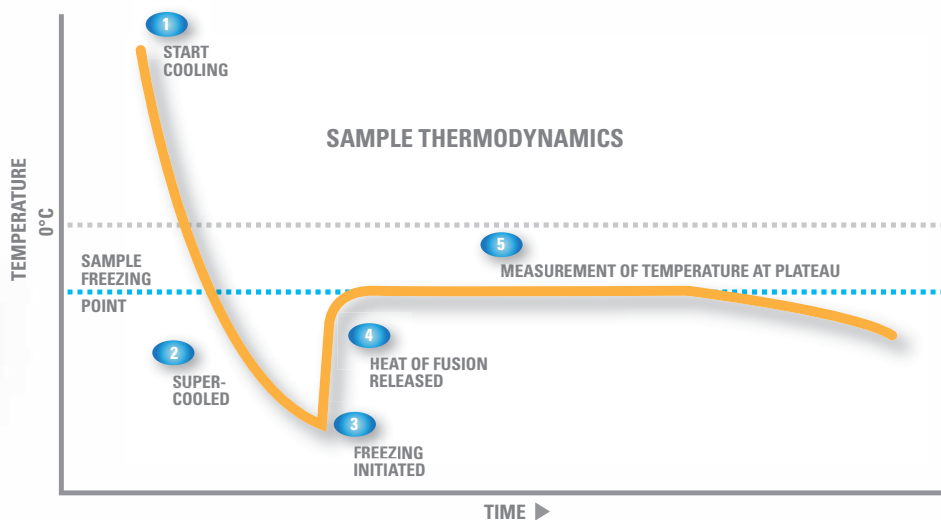 1
START
COOLING
SAMPLE THERMODYNAMICS
TEMPERATURE
0°C
5
MEASUREMENT OF TEMPERATURE AT PLATEAU
SAMPLE
FREEZING
POINT
4
HEAT OF FUSION
RELEASED
2
SUPER-
COOLED
3
FREEZING
INITIATED
TIME